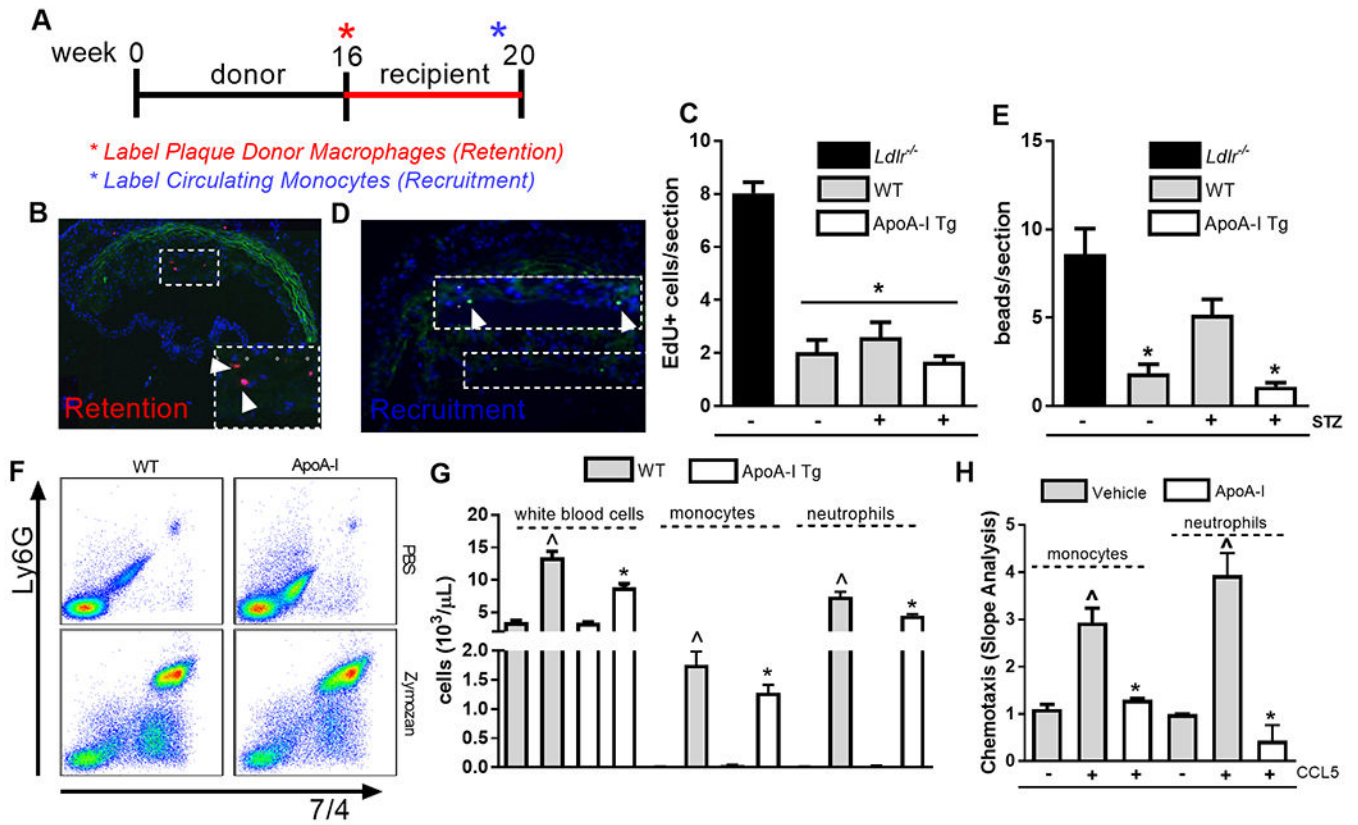 A
week 0 16 20
* *
donor recipient
* Label Plaque Donor Macrophages (Retention)
* Label Circulating Monocytes (Recruitment)
B
Retention
D
Recruitment
C
EdU+ cells/section
10
8
6
4
2
0
Ldlr-/-
WT
ApoA-I Tg
*
- - + +
E
beads/section
15
10
5
0
Ldlr-/-
WT
ApoA-I Tg
* *
- - + + STZ
F
WT ApoA-I
Ly6G
PBS
Zymozan
7/4
G
WT ApoA-I Tg
white blood cells monocytes neutrophils
cells (10³/µL)
20
15
10
5
2.0
1.5
1.0
0.5
0.0
^ * ^ * ^ *
H
Vehicle ApoA-I
neutrophils
monocytes
Chemotaxis (Slope Analysis)
5
4
3
2
1
0
^ * ^ *
- + + - + + CCL5